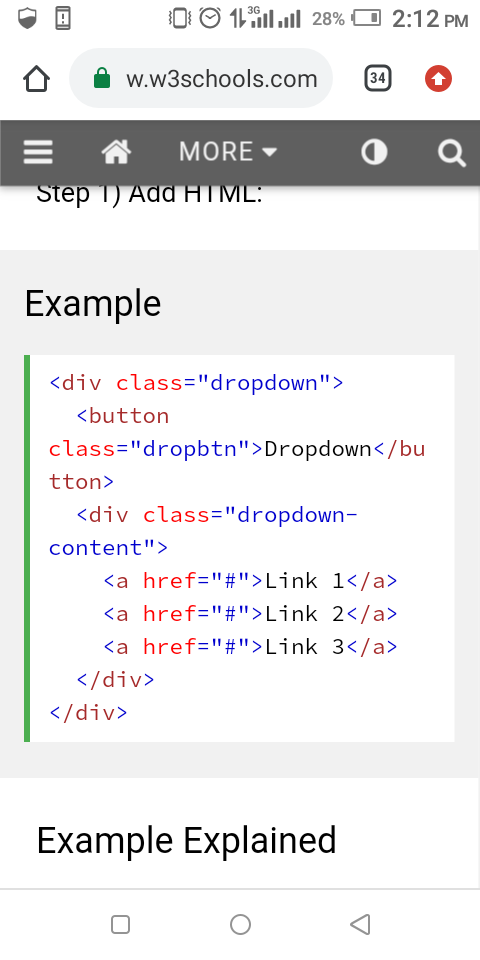 3G 28% 2:12 PM
w.w3schools.com 34
MORE
Step 1) Add HTML:
Example
<div class="dropdown">
  <button
class="dropbtn">Dropdown</bu
tton>
  <div class="dropdown-
content">
    <a href="#">Link 1</a>
    <a href="#">Link 2</a>
    <a href="#">Link 3</a>
  </div>
</div>
Example Explained